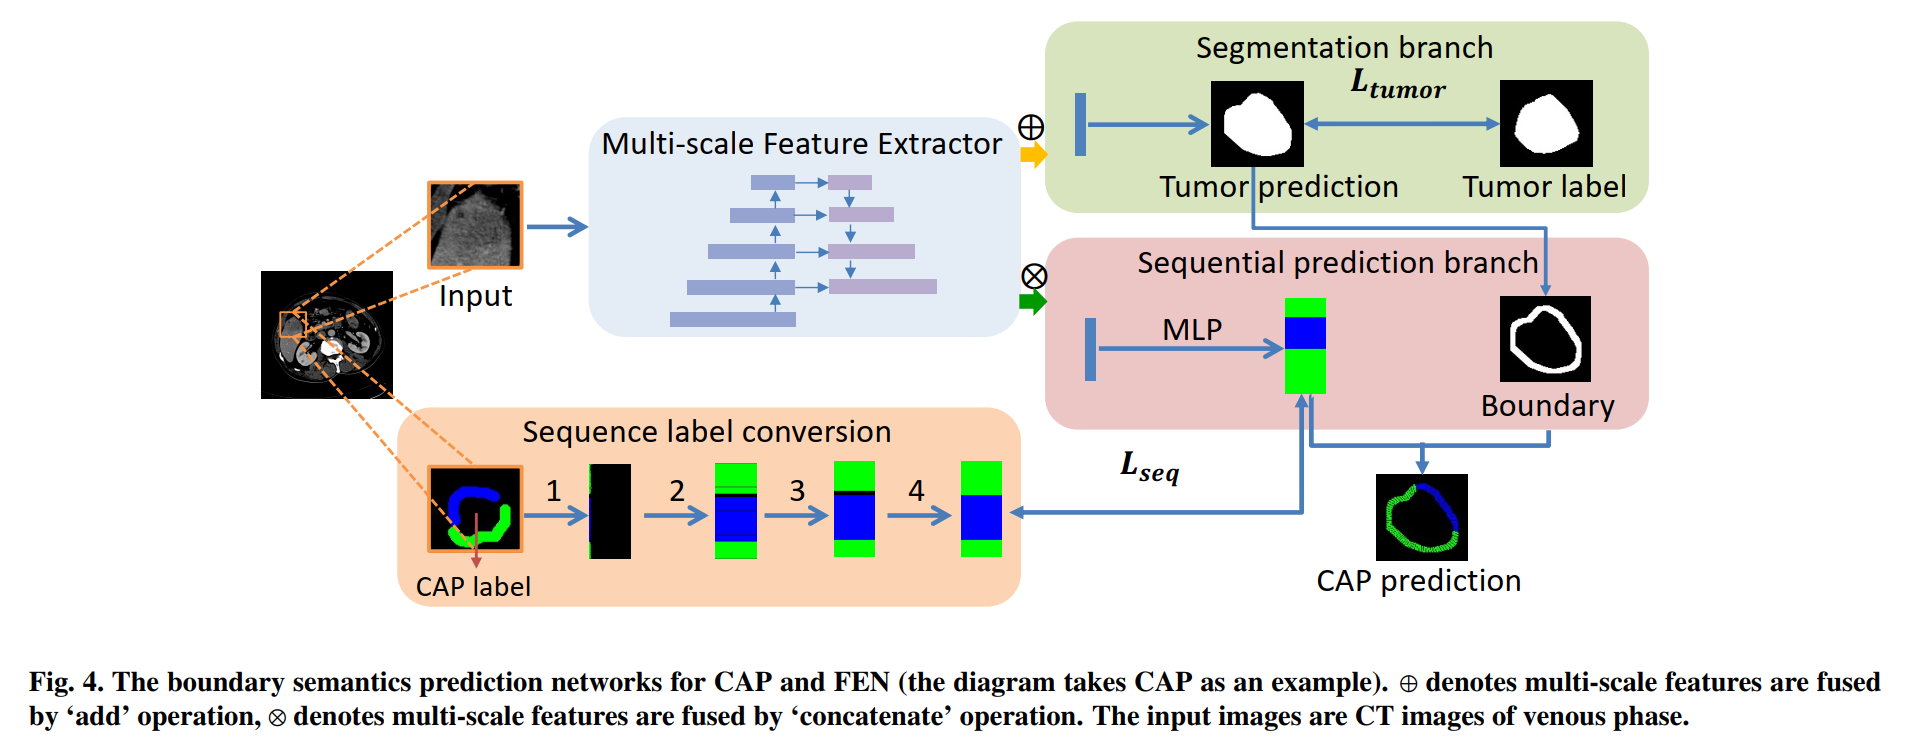 Segmentation branch
L_tumor
Tumor prediction
Tumor label
⊕
Multi-scale Feature Extractor
Input
⊗
Sequential prediction branch
MLP
Boundary
Sequence label conversion
1
2
3
4
CAP label
L_seq
CAP prediction
Fig. 4. The boundary semantics prediction networks for CAP and FEN (the diagram takes CAP as an example). ⊕ denotes multi-scale features are fused
by ‘add’ operation, ⊗ denotes multi-scale features are fused by ‘concatenate’ operation. The input images are CT images of venous phase.